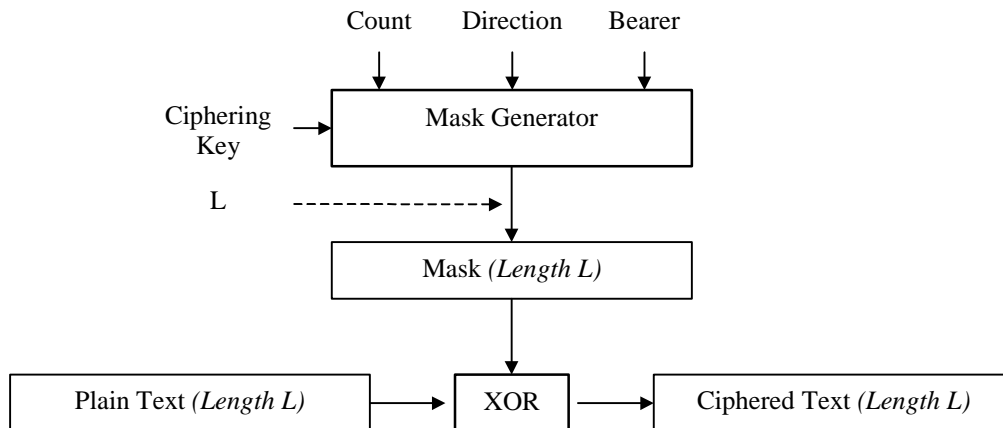 Count Direction Bearer
Mask Generator
Ciphering
Key
L
Mask (Length L)
Plain Text (Length L)
XOR
Ciphered Text (Length L)